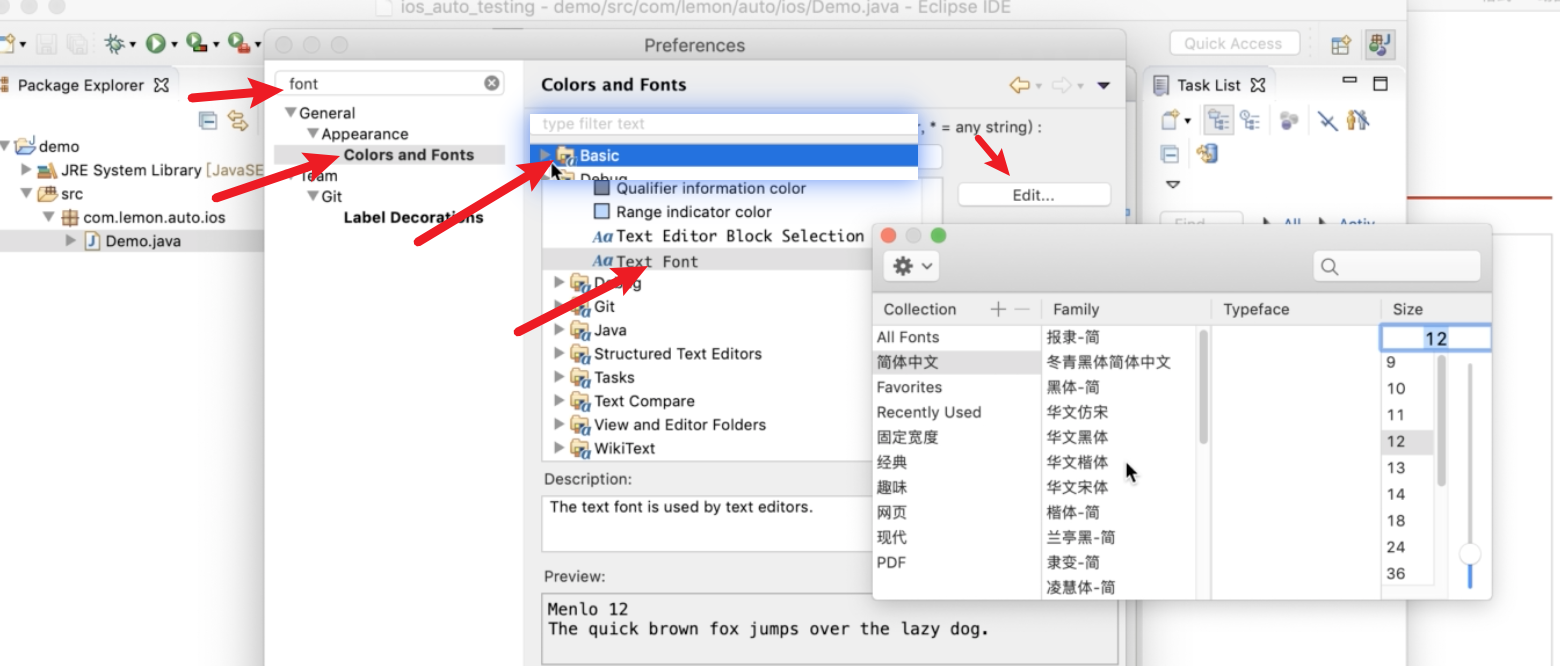 ios_auto_testing - demo/src/com/lemon/auto/ios/Demo.java - Eclipse IDE
Quick Access
Package Explorer
demo
JRE System Library [JavaSE
src
com.lemon.auto.ios
Demo.java
Preferences
font
General
Appearance
Colors and Fonts
Team
Git
Label Decorations
Colors and Fonts
type filter text
, * = any string) :
Basic
Debug
Qualifier information color
Range indicator color
Aa Text Editor Block Selection
Aa Text Font
Debug
Git
Java
Structured Text Editors
Tasks
Text Compare
View and Editor Folders
WikiText
Edit...
Description:
The text font is used by text editors.
Preview:
Menlo 12
The quick brown fox jumps over the lazy dog.
Task List
Find
All
Activ
Collection
Family
Typeface
Size
All Fonts
简体中文
Favorites
Recently Used
固定宽度
经典
趣味
网页
现代
PDF
报隶-简
冬青黑体简体中文
黑体-简
华文仿宋
华文黑体
华文楷体
华文宋体
楷体-简
兰亭黑-简
隶变-简
凌慧体-简
12
9
10
11
12
13
14
18
24
36